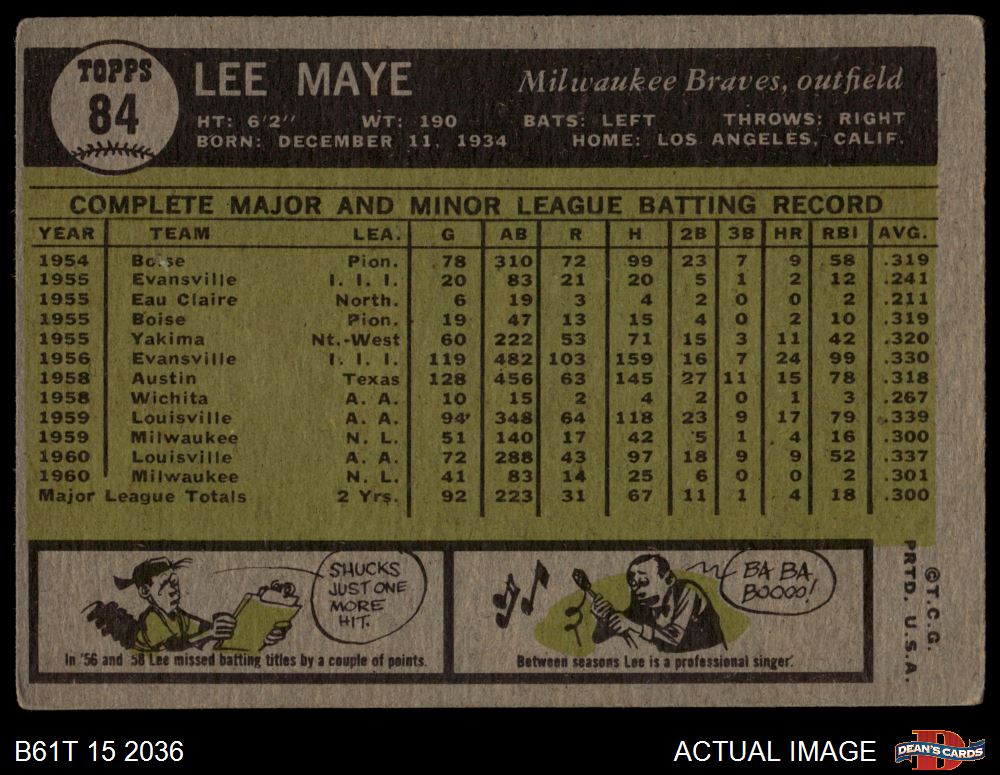 TOPPS
84
LEE MAYE
Milwaukee Braves, outfield
HT: 6'2" WT: 190 BATS: LEFT THROWS: RIGHT
BORN: DECEMBER 11, 1934 HOME: LOS ANGELES, CALIF.
COMPLETE MAJOR AND MINOR LEAGUE BATTING RECORD
YEAR TEAM LEA. G AB R H 2B 3B HR RBI AVG.
1954 Boise Pion. 78 310 72 99 23 7 9 58 .319
1955 Evansville I. I. I. 20 83 21 20 5 1 2 12 .241
1955 Eau Claire North. 6 19 3 4 2 0 0 2 .211
1955 Boise Pion. 19 47 13 15 4 0 2 10 .319
1955 Yakima Nt.-West 60 222 53 71 15 3 11 42 .320
1956 Evansville I. I. I. 119 482 103 159 16 7 24 99 .330
1958 Austin Texas 128 456 63 145 27 11 15 78 .318
1958 Wichita A. A. 10 15 2 4 2 0 1 3 .267
1959 Louisville A. A. 94 348 64 118 23 9 17 79 .339
1959 Milwaukee N. L. 51 140 17 42 5 1 4 16 .300
1960 Louisville A. A. 72 288 43 97 18 9 9 52 .337
1960 Milwaukee N. L. 41 83 14 25 6 0 0 2 .301
Major League Totals 2 Yrs. 92 223 31 67 11 1 4 18 .300
SHUCKS
JUST ONE
MORE
HIT.
In '56 and '58 Lee missed batting titles by a couple of points.
BA BA
BOOOO!
Between seasons Lee is a professional singer.
©T.C.G.
PRTD. U.S.A.
B61T 15 2036
ACTUAL IMAGE
DEAN'S CARDS